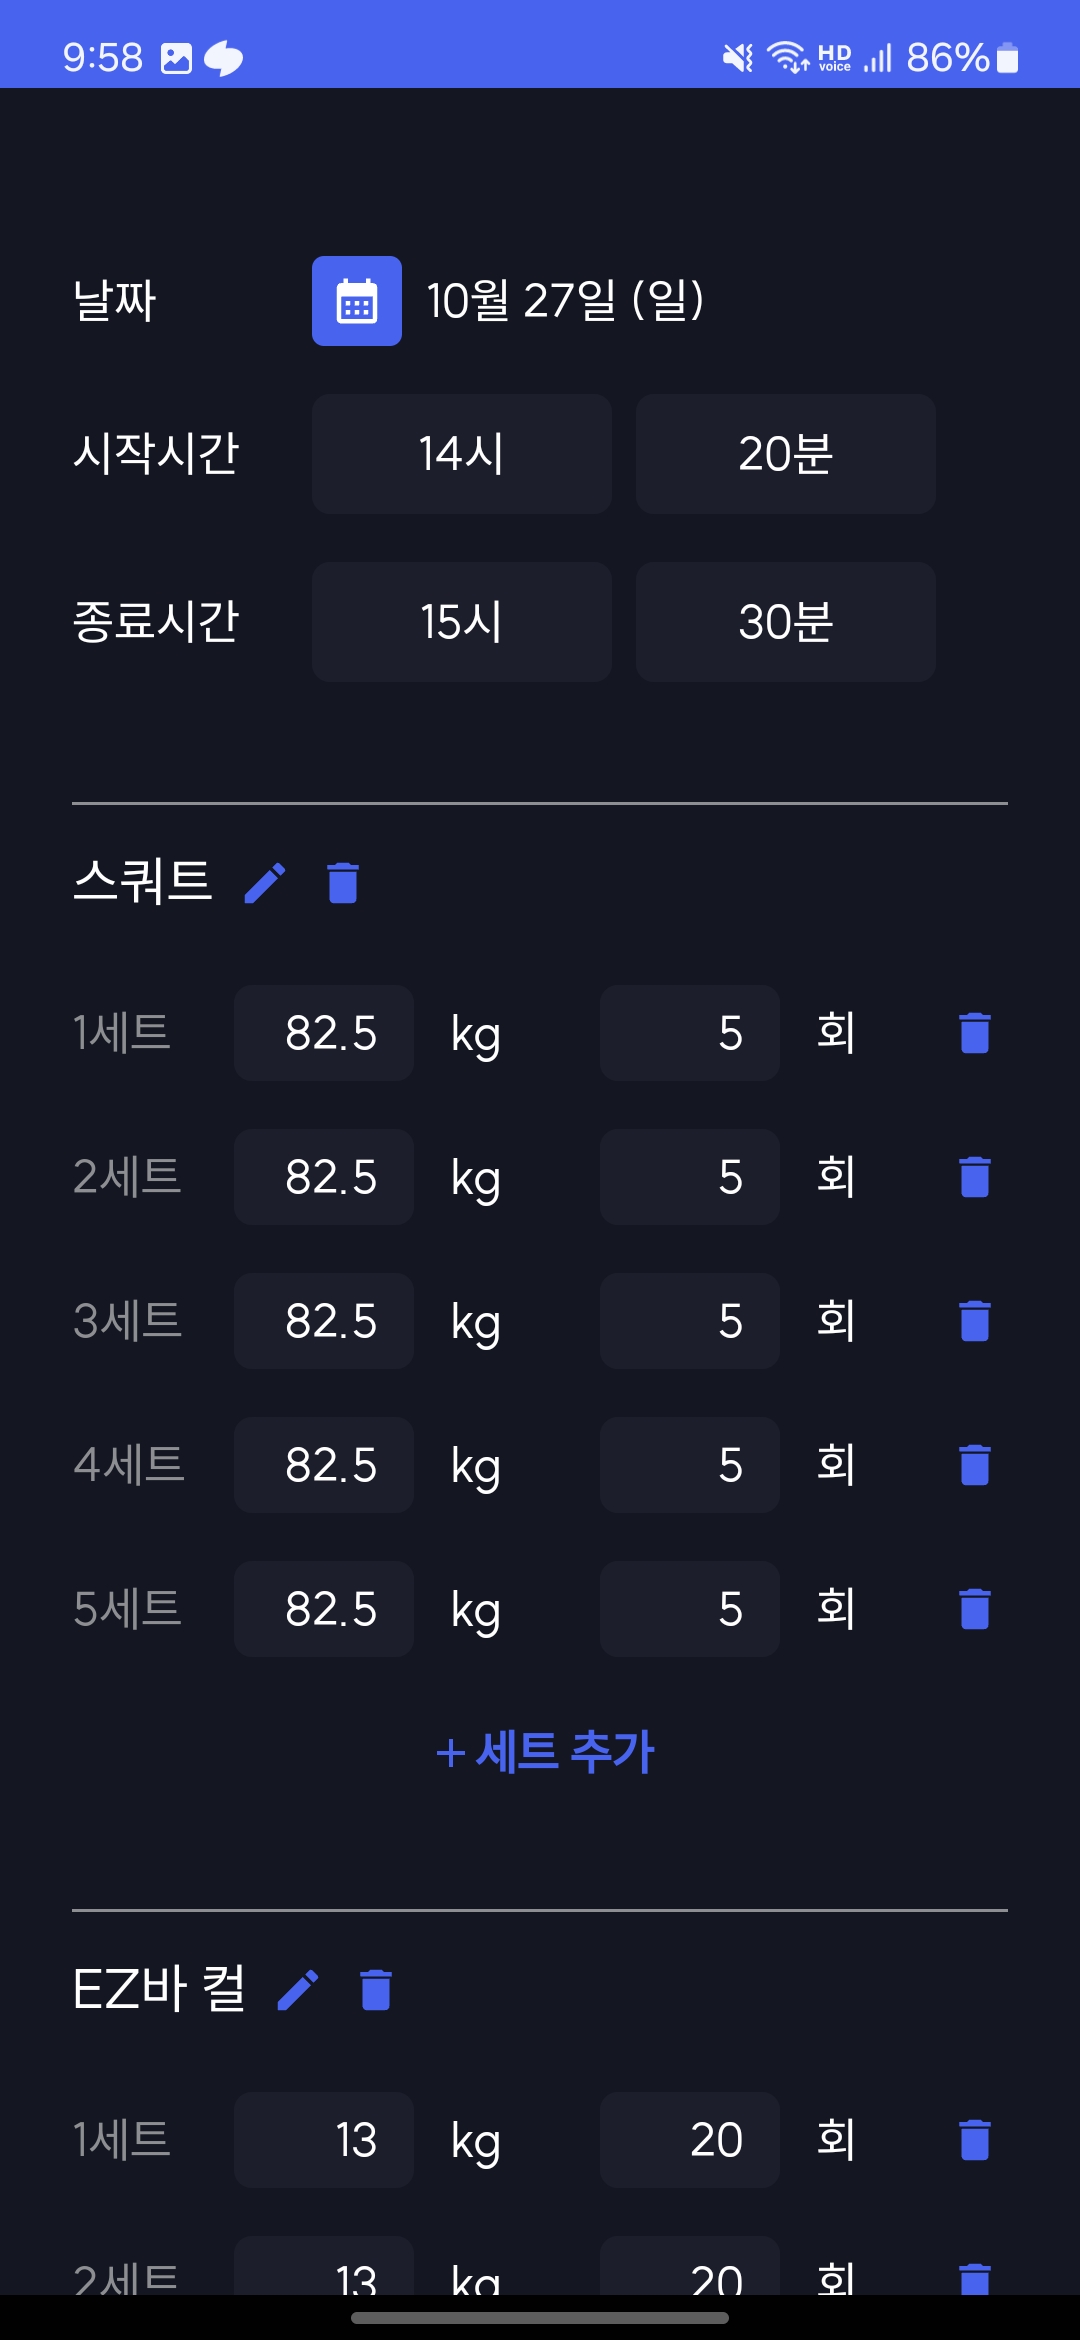 9:58 HD voice 86%
날짜 10월 27일 (일)
시작시간 14시 20분
종료시간 15시 30분
스쿼트
1세트 82.5 kg 5 회
2세트 82.5 kg 5 회
3세트 82.5 kg 5 회
4세트 82.5 kg 5 회
5세트 82.5 kg 5 회
+ 세트 추가
EZ바 컬
1세트 13 kg 20 회
2세트 13 kg 20 회